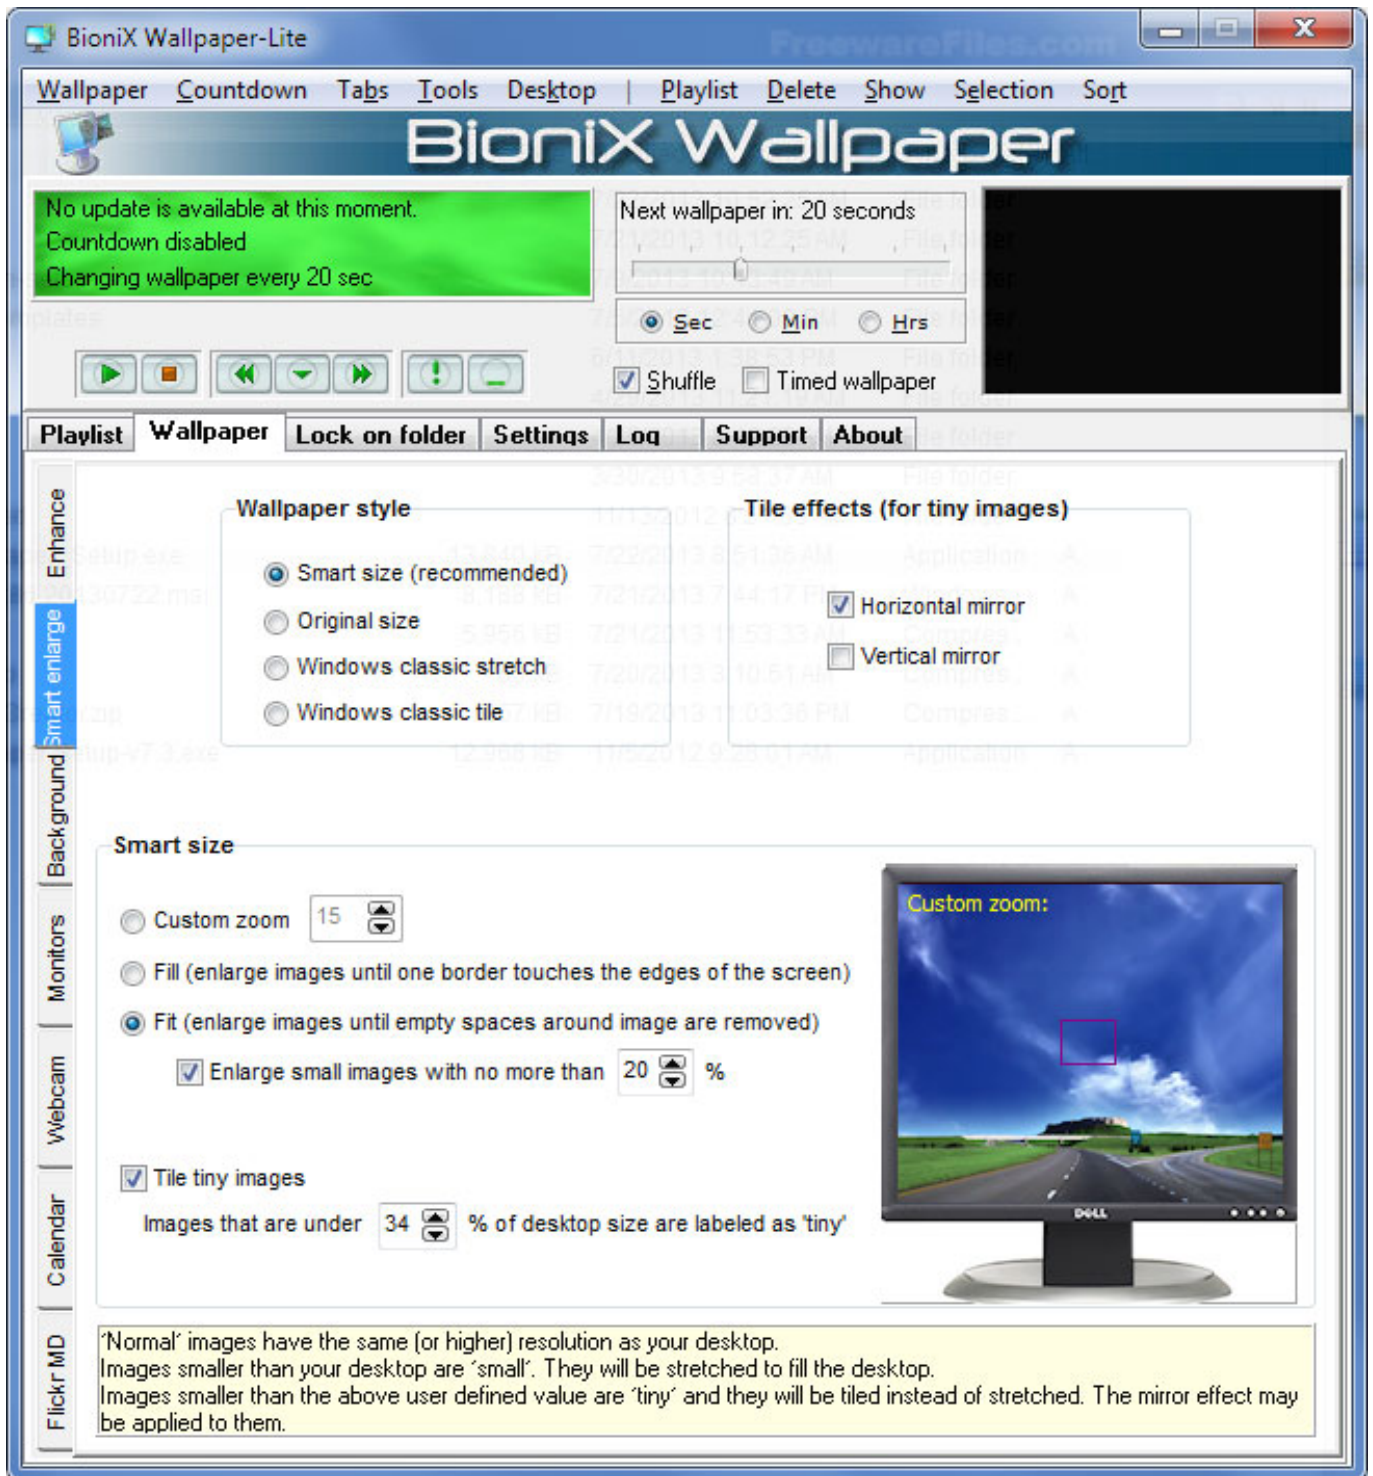 BioniX Wallpaper-Lite
FreewareFiles.com
Wallpaper Countdown Tabs Tools Desktop | Playlist Delete Show Selection Sort
BioniX Wallpaper
No update is available at this moment.
Countdown disabled
Changing wallpaper every 20 sec
Next wallpaper in: 20 seconds
Sec Min Hrs
Shuffle Timed wallpaper
Playlist Wallpaper Lock on folder Settings Log Support About
Enhance
Smart enlarge
Background
Monitors
Webcam
Calendar
Flickr MD
Wallpaper style
Smart size (recommended)
Original size
Windows classic stretch
Windows classic tile
Tile effects (for tiny images)
Horizontal mirror
Vertical mirror
Smart size
Custom zoom 15
Fill (enlarge images until one border touches the edges of the screen)
Fit (enlarge images until empty spaces around image are removed)
Enlarge small images with no more than 20 %
Tile tiny images
Images that are under 34 % of desktop size are labeled as 'tiny'
Custom zoom:
DELL
'Normal' images have the same (or higher) resolution as your desktop.
Images smaller than your desktop are 'small'. They will be stretched to fill the desktop.
Images smaller than the above user defined value are 'tiny' and they will be tiled instead of stretched. The mirror effect may
be applied to them.